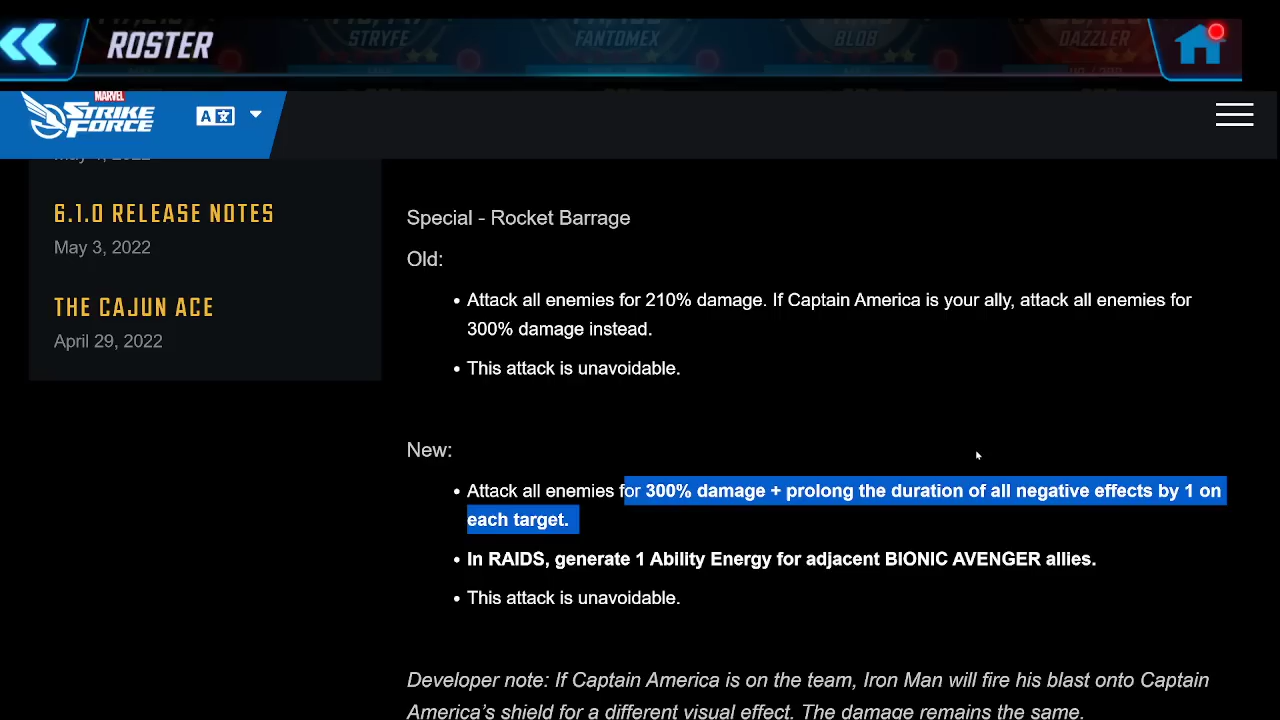 ROSTER
STRYFE
FANTOMEX
BLOB
DAZZLER
MARVEL
STRIKE
FORCE
6.1.0 RELEASE NOTES
May 3, 2022
THE CAJUN ACE
April 29, 2022
Special - Rocket Barrage
Old:
• Attack all enemies for 210% damage. If Captain America is your ally, attack all enemies for
300% damage instead.
• This attack is unavoidable.
New:
• Attack all enemies for 300% damage + prolong the duration of all negative effects by 1 on
each target.
• In RAIDS, generate 1 Ability Energy for adjacent BIONIC AVENGER allies.
• This attack is unavoidable.
Developer note: If Captain America is on the team, Iron Man will fire his blast onto Captain
America's shield for a different visual effect. The damage remains the same.